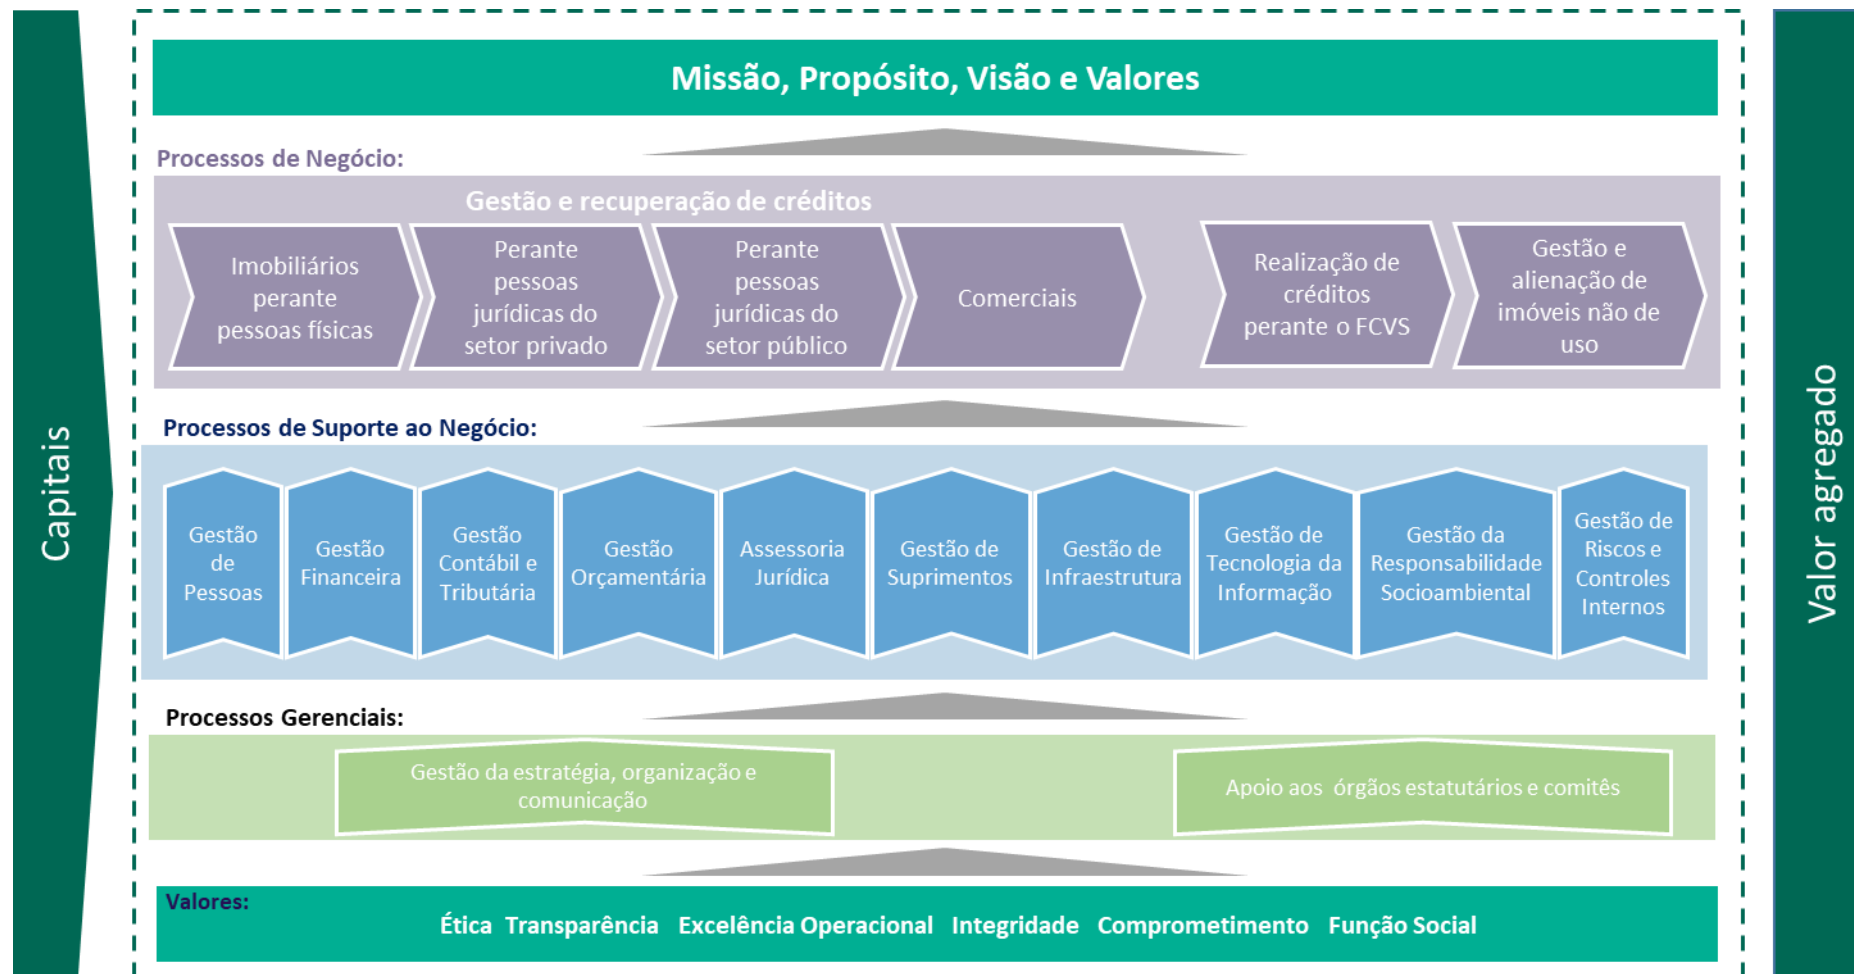 Missão, Propósito, Visão e Valores
Processos de Negócio:
Gestão e recuperação de créditos
Imobiliários
perante
pessoas físicas
Perante
pessoas
jurídicas do
setor privado
Perante
pessoas
jurídicas do
setor público
Comerciais
Realização de
créditos
perante o FCVS
Gestão e
alienação de
imóveis não de
uso
Capitais
Valor agregado
Processos de Suporte ao Negócio:
Gestão
de
Pessoas
Gestão
Financeira
Gestão
Contábil e
Tributária
Gestão
Orçamentária
Assessoria
Jurídica
Gestão de
Suprimentos
Gestão de
Infraestrutura
Gestão de
Tecnologia da
Informação
Gestão da
Responsabilidade
Socioambiental
Gestão de
Riscos e
Controles
Internos
Processos Gerenciais:
Gestão da estratégia, organização e
comunicação
Apoio aos órgãos estatutários e comitês
Valores:
Ética Transparência Excelência Operacional Integridade Comprometimento Função Social